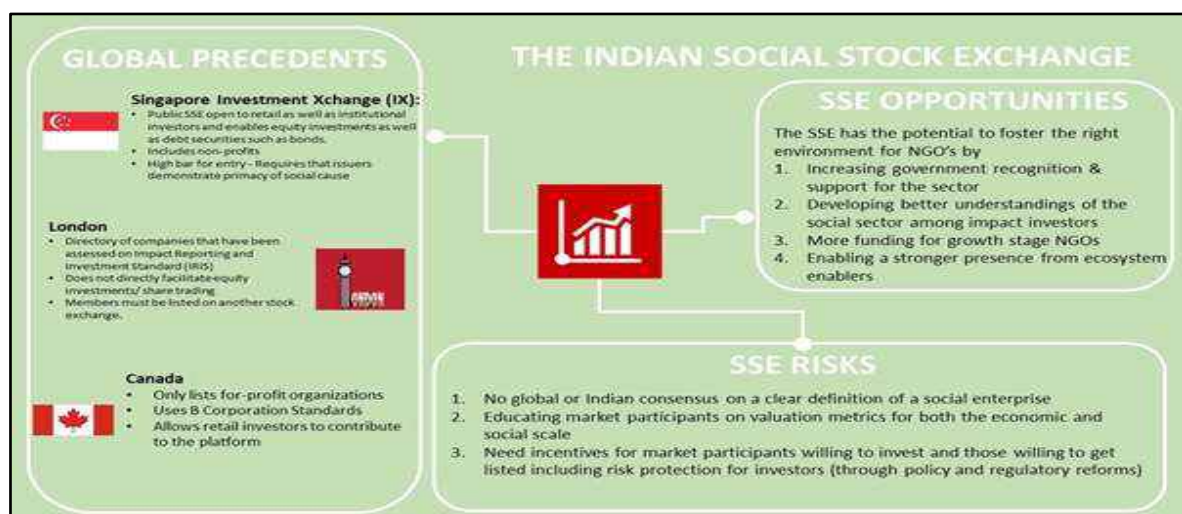 GLOBAL PRECEDENTS
Singapore Investment Xchange (IX):
• Public SSE open to retail as well as institutional
investors and enables equity investments as well
as debt securities such as bonds.
• Includes non-profits
• High bar for entry - Requires that issuers
demonstrate primacy of social cause
London
• Directory of companies that have been
assessed on Impact Reporting and
Investment Standard (IRIS)
• Does not directly facilitate equity
investments/ share trading
• Members must be listed on another stock
exchange.
Canada
• Only lists for-profit organizations
• Uses B Corporation Standards
• Allows retail investors to contribute
to the platform
THE INDIAN SOCIAL STOCK EXCHANGE
SSE OPPORTUNITIES
The SSE has the potential to foster the right
environment for NGO's by
1. Increasing government recognition &
support for the sector
2. Developing better understandings of the
social sector among impact investors
3. More funding for growth stage NGOs
4. Enabling a stronger presence from ecosystem
enablers
SSE RISKS
1. No global or Indian consensus on a clear definition of a social enterprise
2. Educating market participants on valuation metrics for both the economic and
social scale
3. Need incentives for market participants willing to invest and those willing to get
listed including risk protection for investors (through policy and regulatory reforms)